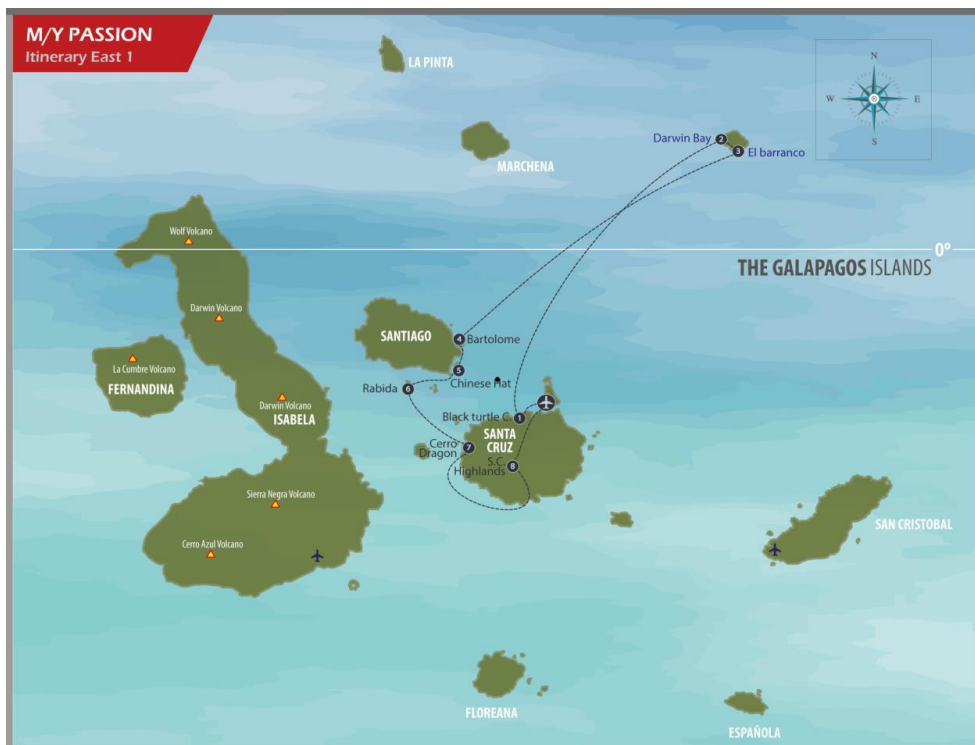 M/Y PASSION
Itinerary East 1
LA PINTA
N
W
E
S
MARCHENA
Darwin Bay
2
3
El barranco
Wolf Volcano
0°
THE GALAPAGOS ISLANDS
Darwin Volcano
SANTIAGO
4
Bartolome
La Cumbre Volcano
FERNANDINA
5
Chinese Hat
Rabida
6
Darwin Volcano
ISABELA
Black turtle C.
1
SANTA
CRUZ
Cerro
Dragon
7
S.C.
Highlands
8
Sierra Negra Volcano
SAN CRISTOBAL
Cerro Azul Volcano
FLOREANA
ESPAÑOLA